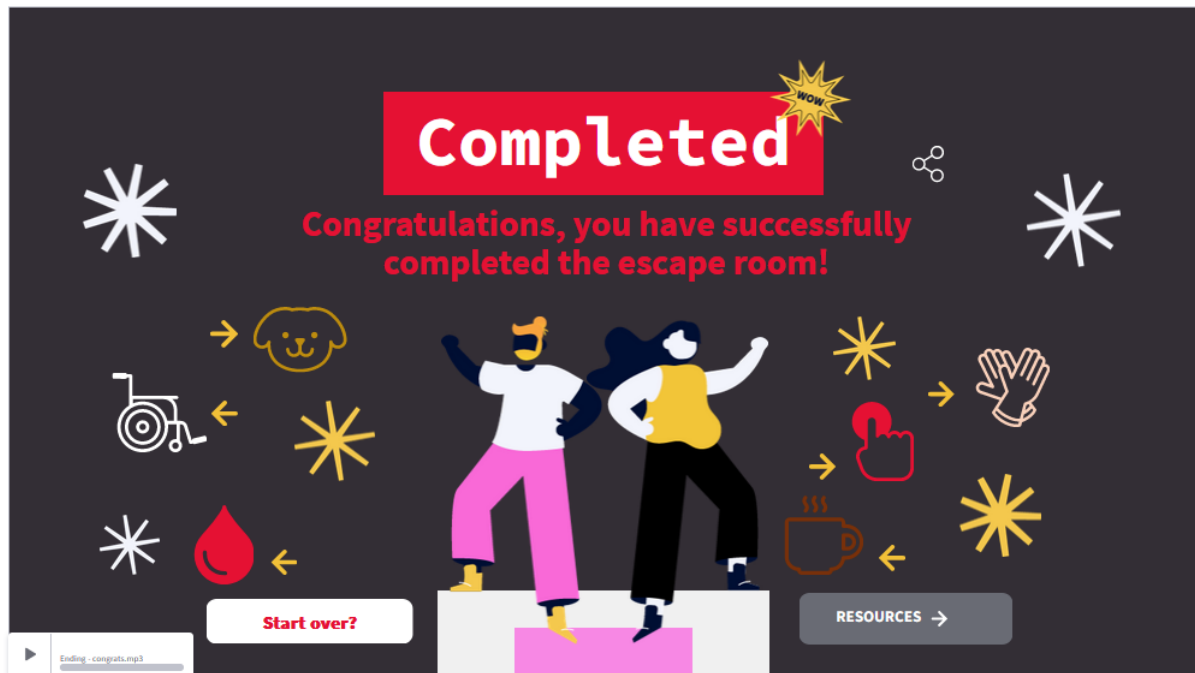 WOW
Completed
Congratulations, you have successfully
completed the escape room!
Start over?
RESOURCES
Ending - congrats.mp3